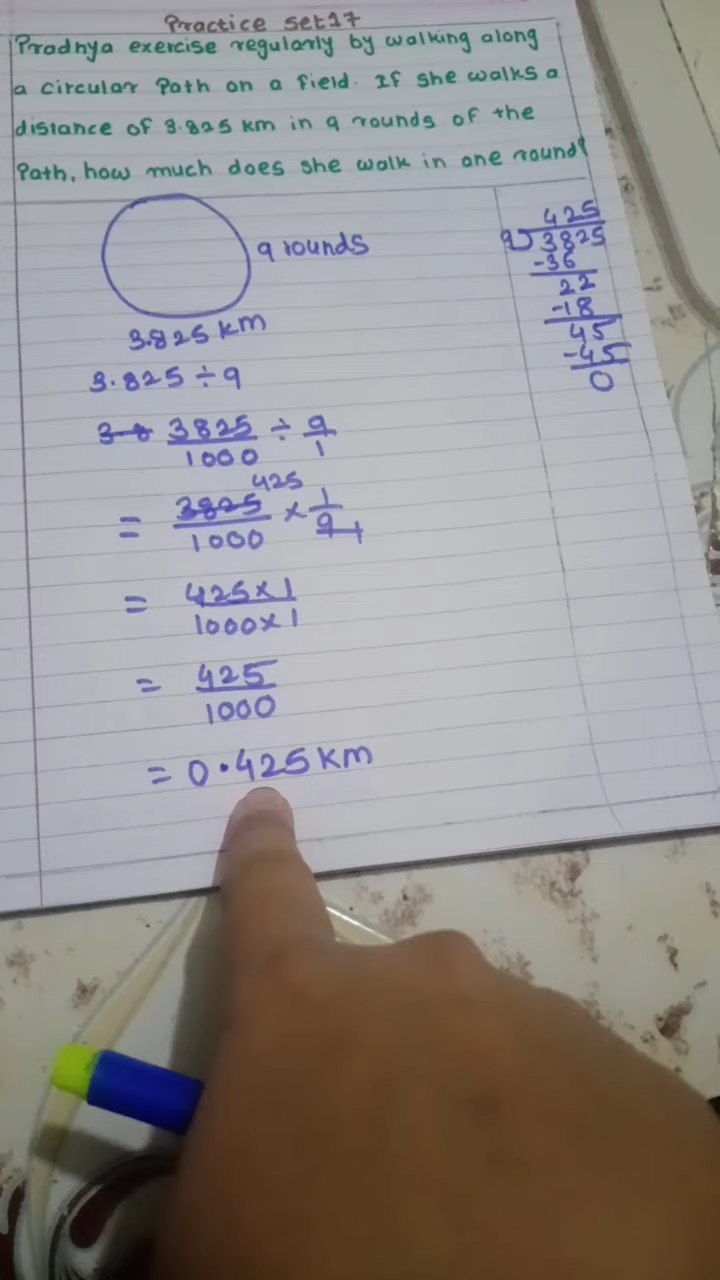 Practice set17
Pradnya exercise regularly by walking along
a circular Path on a field. If she walks a
distance of 3.825 km in 9 rounds of the
Path, how much does she walk in one round?
9 rounds
3.825 km
3.825 ÷ 9
3825/1000 ÷ 9/1
425
= 3825/1000 × 1/9 1
= 425×1/1000×1
= 425/1000
= 0.425 km
425
9)3825
-36
22
-18
45
-45
0